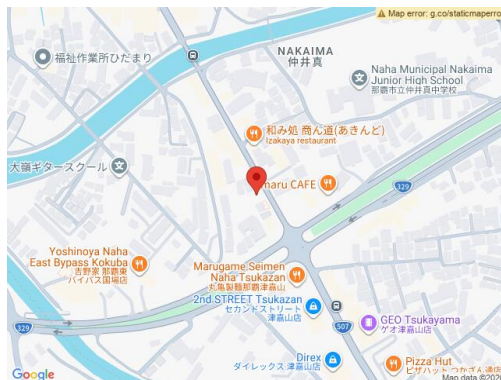 Map error: g.co/staticmaperro
福祉作業所ひだまり
NAKAIMA
仲井真
Naha Municipal Nakaima
Junior High School
那覇市立仲井真中学校
和み処 商ん道(あきんど)
Izakaya restaurant
大嶺ギタースクール
maru CAFE
329
329
Yoshinoya Naha
East Bypass Kokuba
吉野家 那覇東
バイパス国場店
Marugame Seimen
Naha Tsukazan
丸亀製麺那覇津嘉山
2nd STREET Tsukazan
セカンドストリート
津嘉山店
329
507
GEO Tsukayama
ゲオ津嘉山店
Direx
ダイレックス 津嘉山店
Pizza Hut
ピザハット つかざん通店
Google
Map data ©202